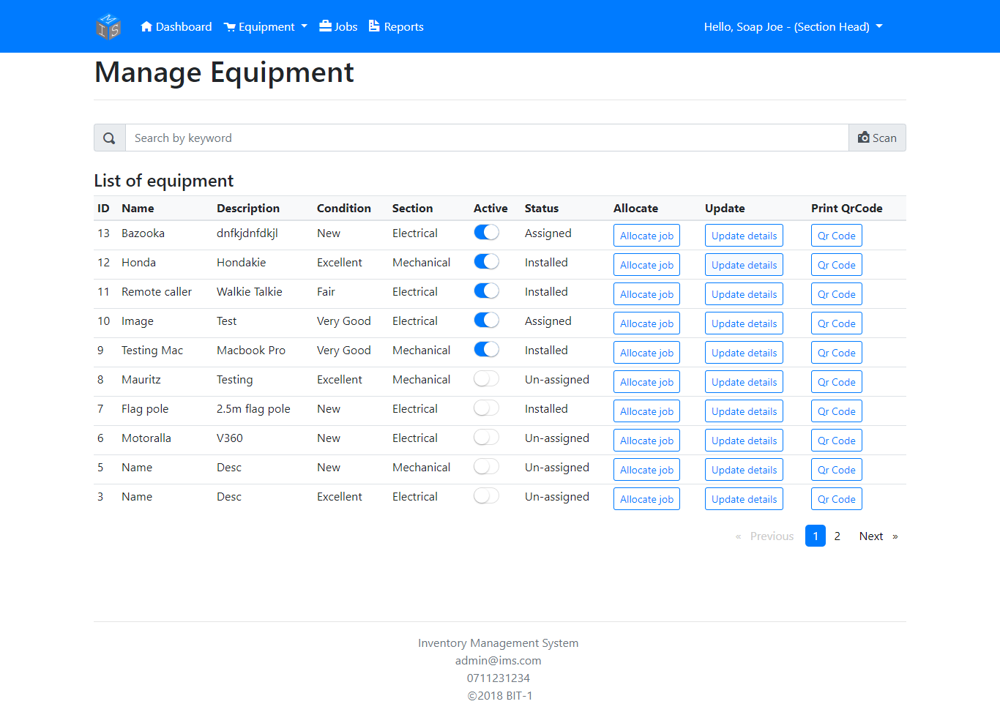 MIS Dashboard Equipment Jobs Reports Hello, Soap Joe - (Section Head)
Manage Equipment
Search by keyword Scan
List of equipment
ID Name Description Condition Section Active Status Allocate Update Print QrCode
13 Bazooka dnfkjdnfdkjl New Electrical Assigned Allocate job Update details Qr Code
12 Honda Hondakie Excellent Mechanical Installed Allocate job Update details Qr Code
11 Remote caller Walkie Talkie Fair Electrical Installed Allocate job Update details Qr Code
10 Image Test Very Good Electrical Assigned Allocate job Update details Qr Code
9 Testing Mac Macbook Pro Very Good Mechanical Installed Allocate job Update details Qr Code
8 Mauritz Testing Excellent Mechanical Un-assigned Allocate job Update details Qr Code
7 Flag pole 2.5m flag pole New Electrical Installed Allocate job Update details Qr Code
6 Motoralla V360 New Electrical Un-assigned Allocate job Update details Qr Code
5 Name Desc New Mechanical Un-assigned Allocate job Update details Qr Code
3 Name Desc Excellent Electrical Un-assigned Allocate job Update details Qr Code
« Previous 1 2 Next »
Inventory Management System
admin@ims.com
0711231234
©2018 BIT-1